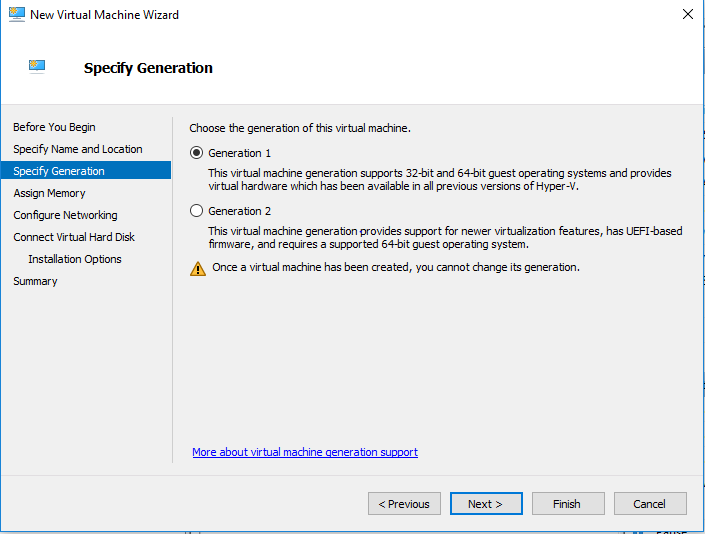 New Virtual Machine Wizard
Specify Generation
Before You Begin
Specify Name and Location
Specify Generation
Assign Memory
Configure Networking
Connect Virtual Hard Disk
Installation Options
Summary
Choose the generation of this virtual machine.
Generation 1
This virtual machine generation supports 32-bit and 64-bit guest operating systems and provides
virtual hardware which has been available in all previous versions of Hyper-V.
Generation 2
This virtual machine generation provides support for newer virtualization features, has UEFI-based
firmware, and requires a supported 64-bit guest operating system.
Once a virtual machine has been created, you cannot change its generation.
More about virtual machine generation support
< Previous
Next >
Finish
Cancel